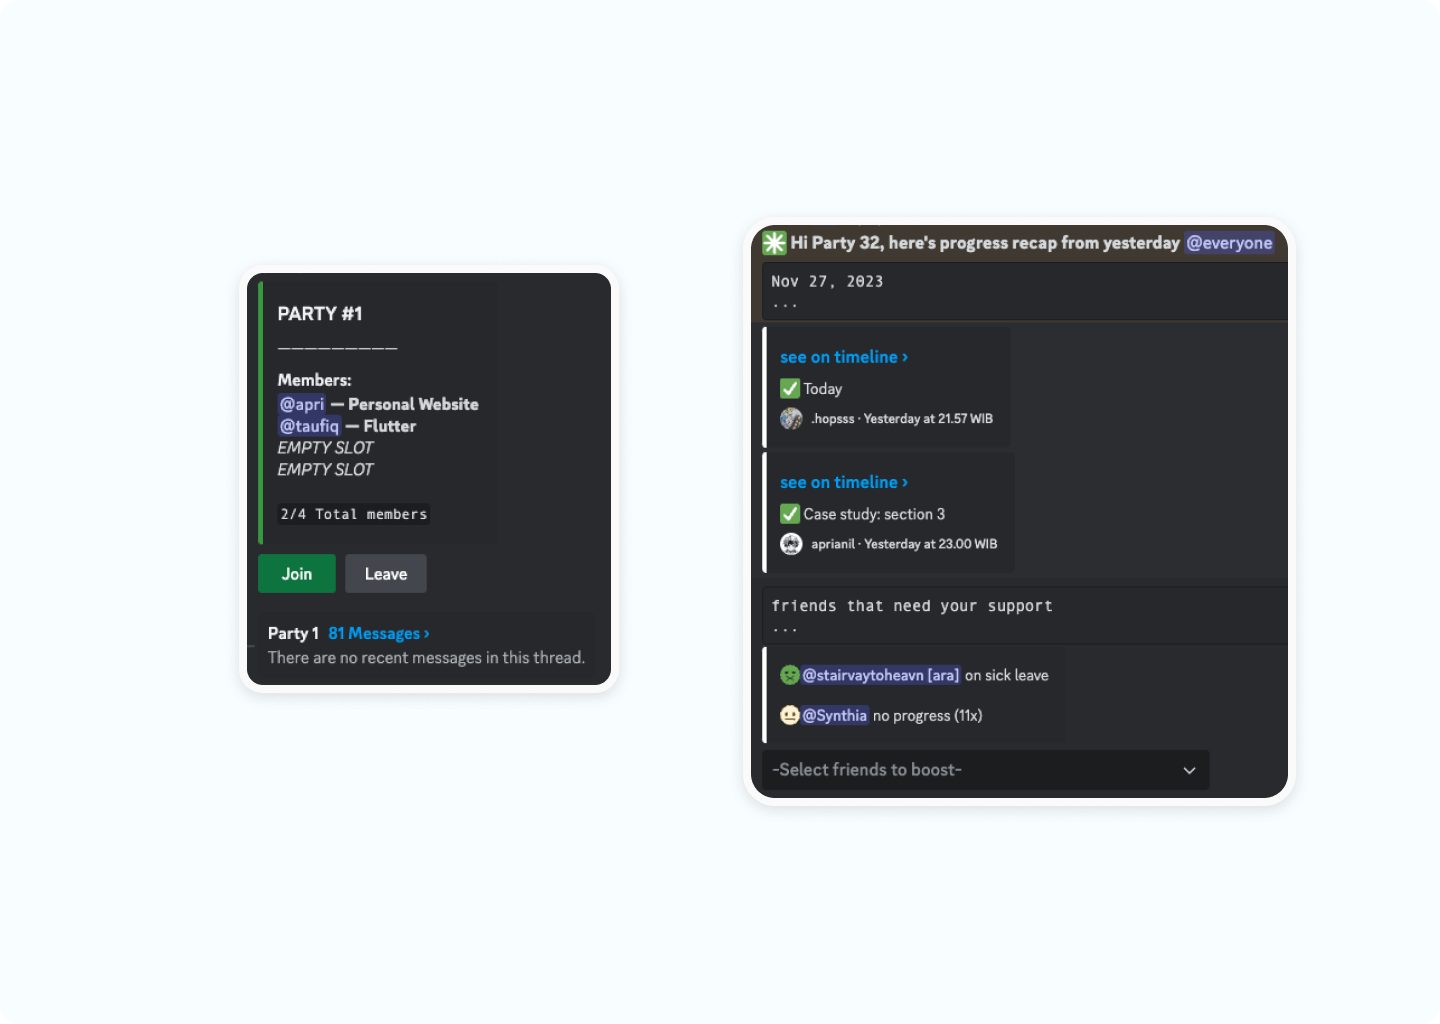 PARTY #1
—————————
Members:
@apri — Personal Website
@taufiq — Flutter
EMPTY SLOT
EMPTY SLOT
2/4 Total members
Join Leave
Party 1 81 Messages ›
There are no recent messages in this thread.
Hi Party 32, here's progress recap from yesterday @everyone
Nov 27, 2023
...
see on timeline ›
✅ Today
.hopsss · Yesterday at 21.57 WIB
see on timeline ›
✅ Case study: section 3
aprianil · Yesterday at 23.00 WIB
friends that need your support
...
@stairvaytoheavn [ara] on sick leave
@Synthia no progress (11x)
-Select friends to boost-